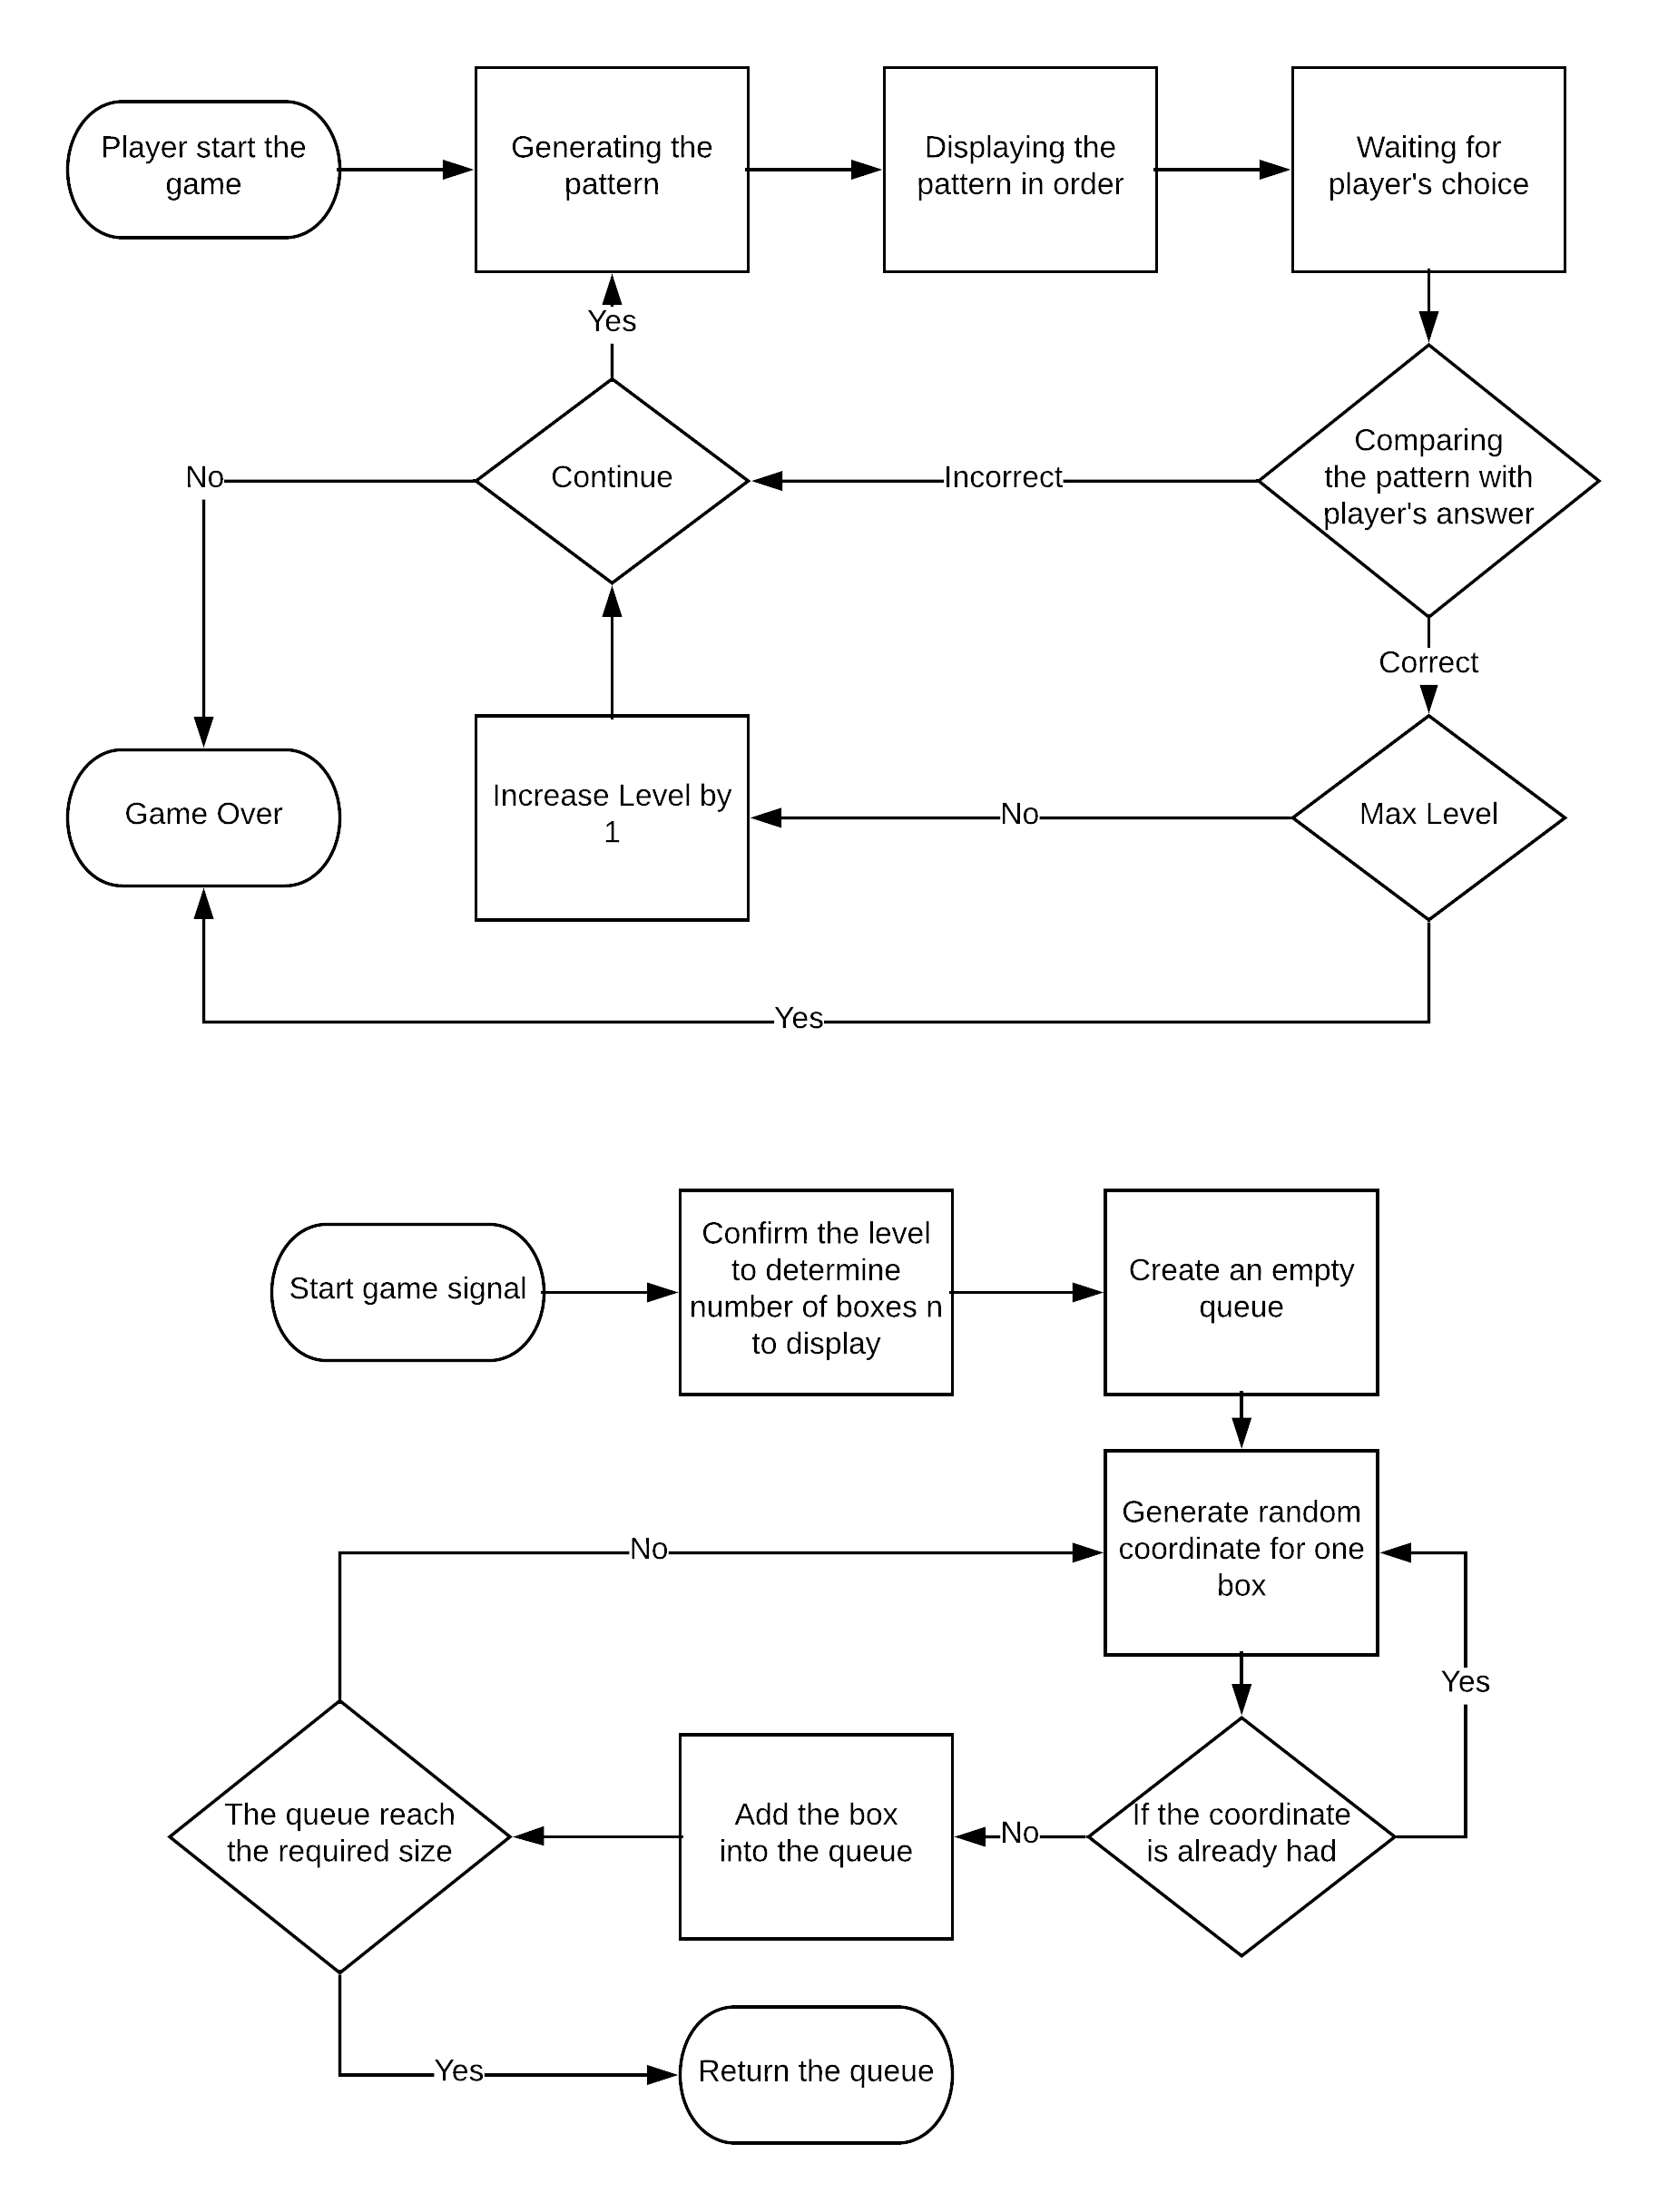 Player start the
game
Generating the
pattern
Displaying the
pattern in order
Waiting for
player's choice
Yes
No
Continue
Incorrect
Comparing
the pattern with
player's answer
Correct
Game Over
Increase Level by
1
No
Max Level
Yes
Start game signal
Confirm the level
to determine
number of boxes n
to display
Create an empty
queue
No
Generate random
coordinate for one
box
Yes
The queue reach
the required size
Add the box
into the queue
No
If the coordinate
is already had
Yes
Return the queue